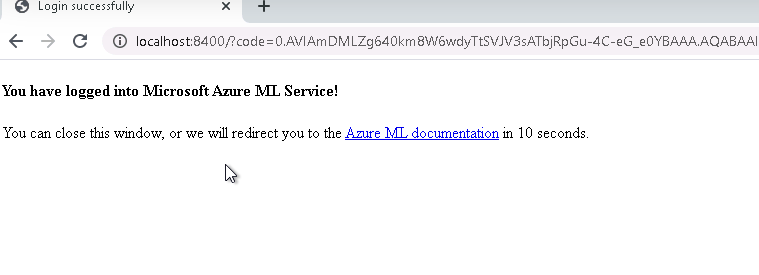 Login successfully
localhost:8400/?code=0.AVIAmDMLZg640km8W6wdyTtSVJV3sATbjRpGu-4C-eG_e0YBAAA.AQABAAI
You have logged into Microsoft Azure ML Service!
You can close this window, or we will redirect you to the Azure ML documentation in 10 seconds.